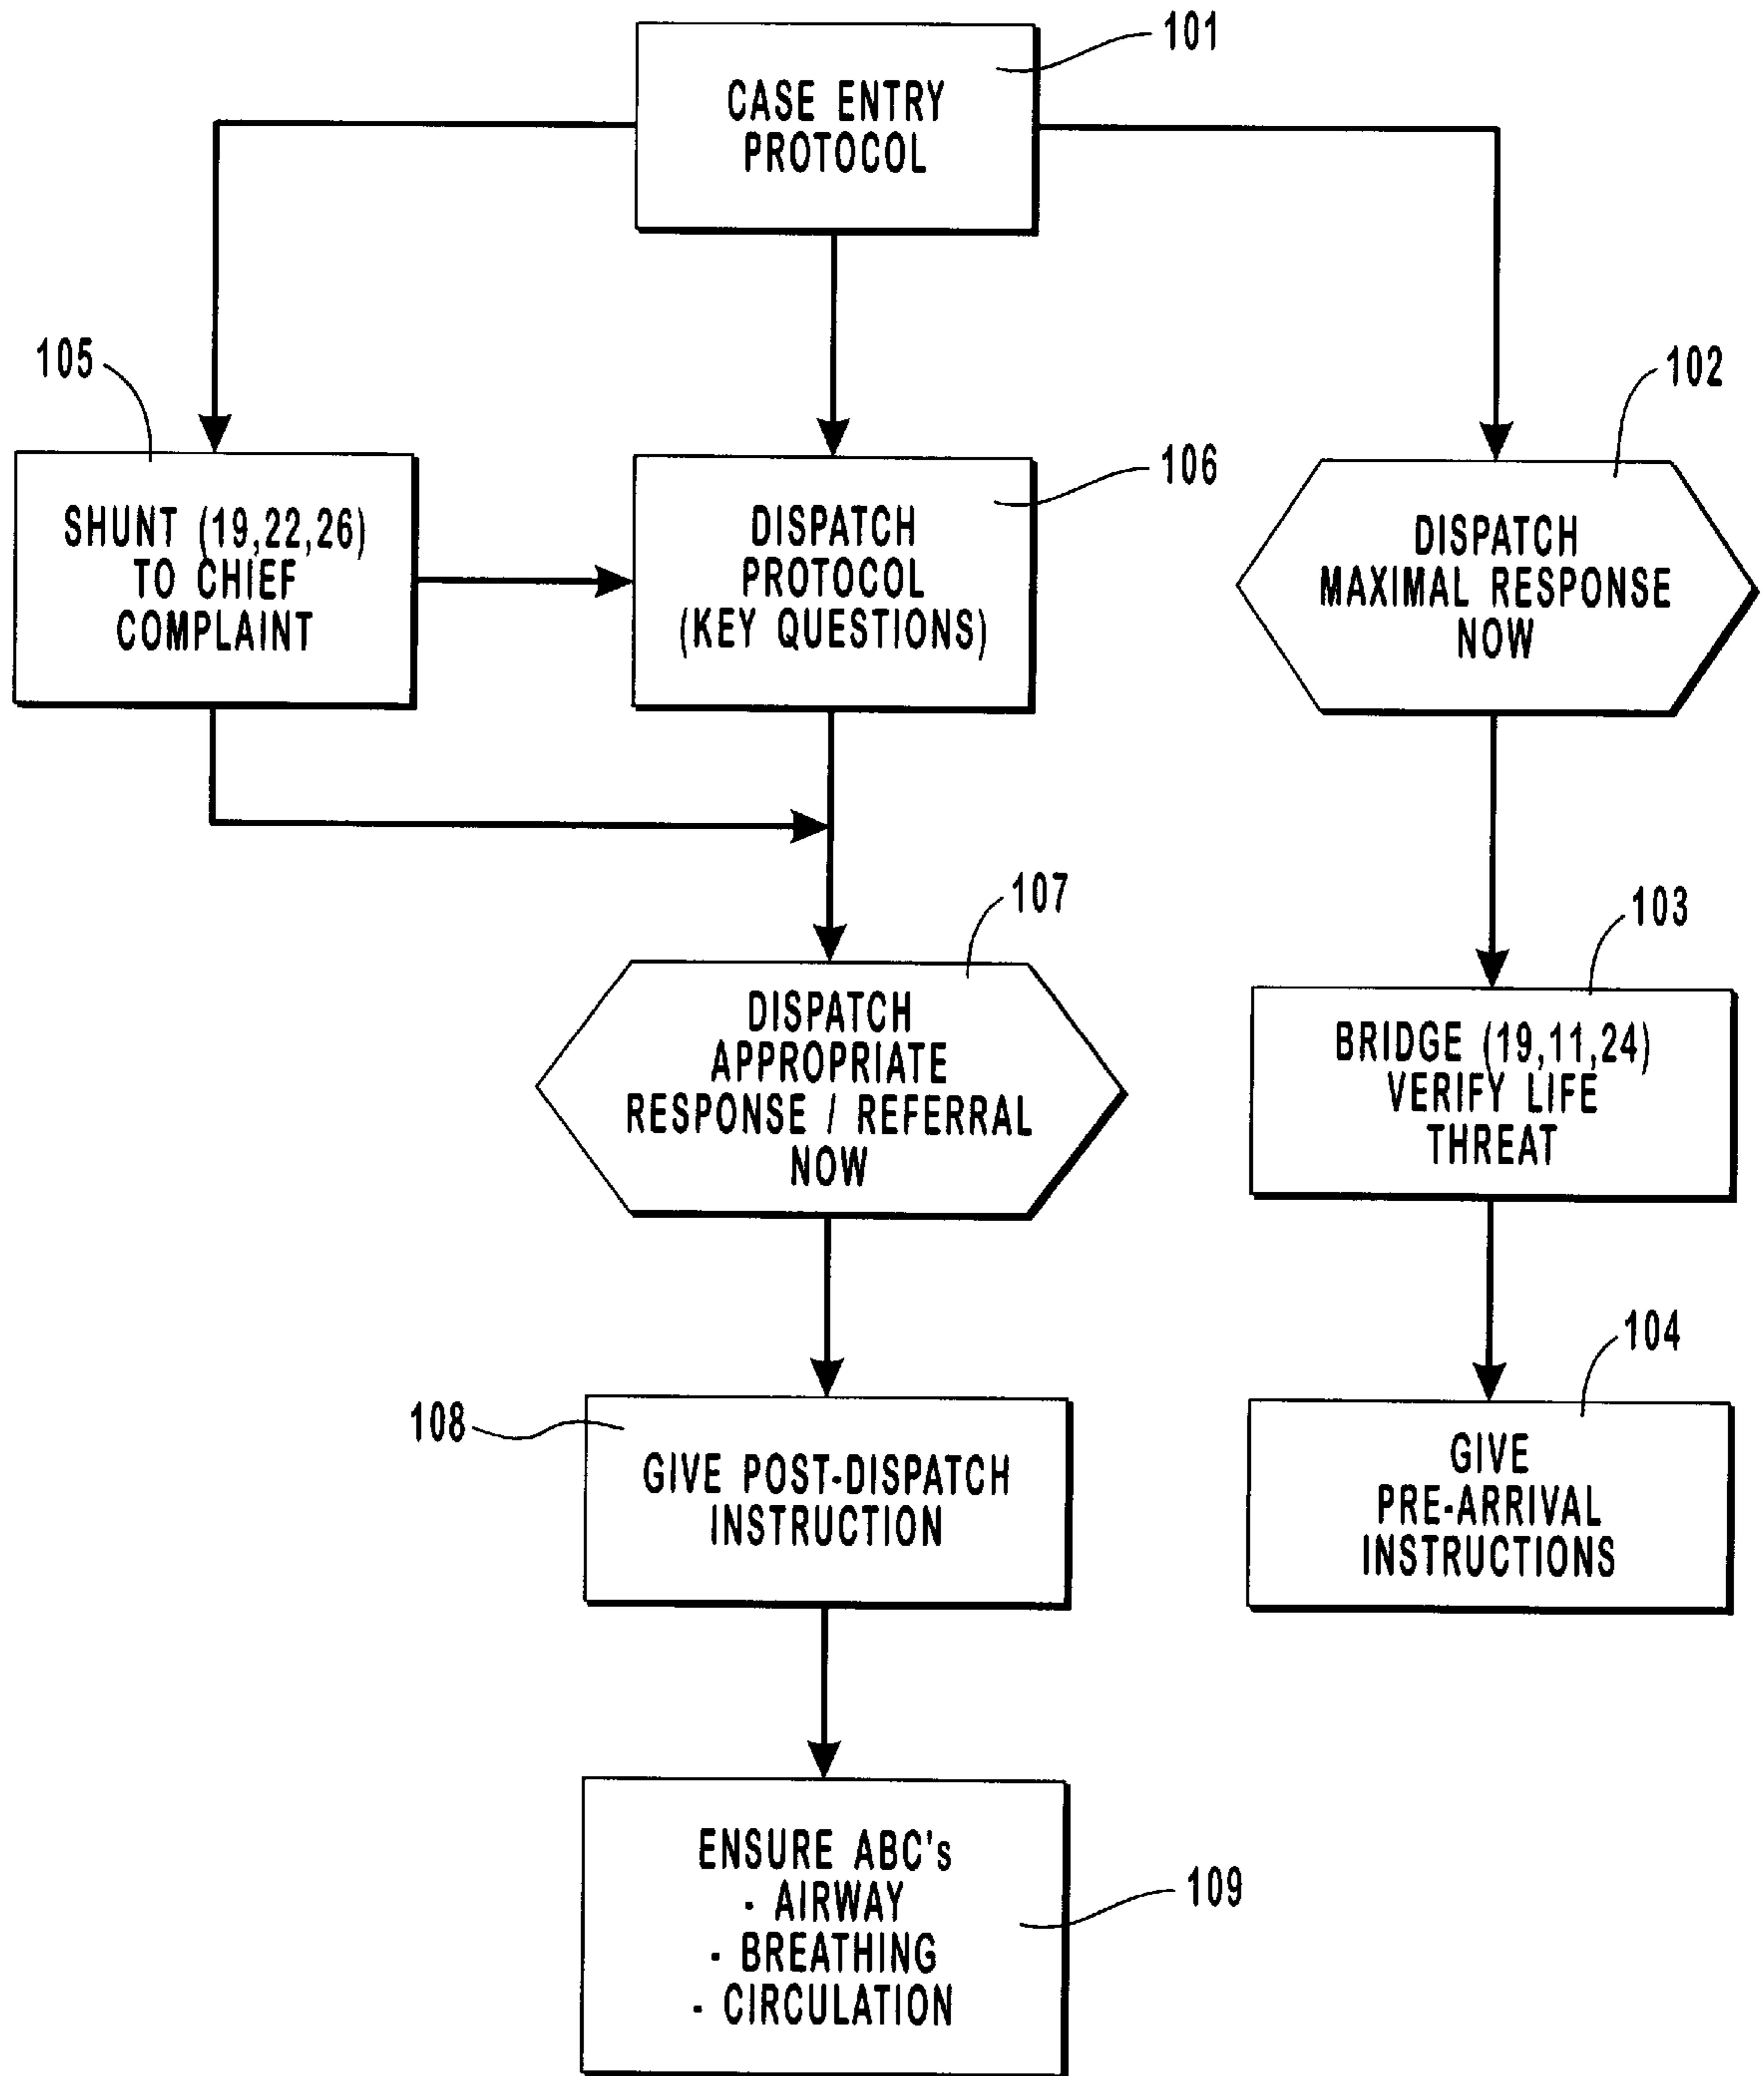 101
CASE ENTRY
PROTOCOL
105
102
106
SHUNT (19,22,26)
TO CHIEF
COMPLAINT
DISPATCH
PROTOCOL
(KEY QUESTIONS)
DISPATCH
MAXIMAL RESPONSE
NOW
107
103
DISPATCH
APPROPRIATE
RESPONSE / REFERRAL
NOW
BRIDGE (19,11,24)
VERIFY LIFE
THREAT
104
108
GIVE POST-DISPATCH
INSTRUCTION
GIVE
PRE-ARRIVAL
INSTRUCTIONS
ENSURE ABC's
- AIRWAY
- BREATHING
- CIRCULATION
109